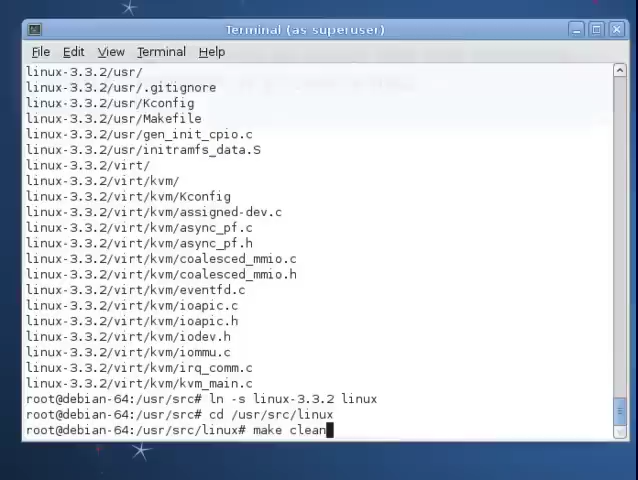 Terminal (as superuser)
File Edit View Terminal Help
linux-3.3.2/usr/
linux-3.3.2/usr/.gitignore
linux-3.3.2/usr/Kconfig
linux-3.3.2/usr/Makefile
linux-3.3.2/usr/gen_init_cpio.c
linux-3.3.2/usr/initramfs_data.S
linux-3.3.2/virt/
linux-3.3.2/virt/kvm/
linux-3.3.2/virt/kvm/Kconfig
linux-3.3.2/virt/kvm/assigned-dev.c
linux-3.3.2/virt/kvm/async_pf.c
linux-3.3.2/virt/kvm/async_pf.h
linux-3.3.2/virt/kvm/coalesced_mmio.c
linux-3.3.2/virt/kvm/coalesced_mmio.h
linux-3.3.2/virt/kvm/eventfd.c
linux-3.3.2/virt/kvm/ioapic.c
linux-3.3.2/virt/kvm/ioapic.h
linux-3.3.2/virt/kvm/iodev.h
linux-3.3.2/virt/kvm/iommu.c
linux-3.3.2/virt/kvm/irq_comm.c
linux-3.3.2/virt/kvm/kvm_main.c
root@debian-64:/usr/src# ln -s linux-3.3.2 linux
root@debian-64:/usr/src# cd /usr/src/linux
root@debian-64:/usr/src/linux# make clean